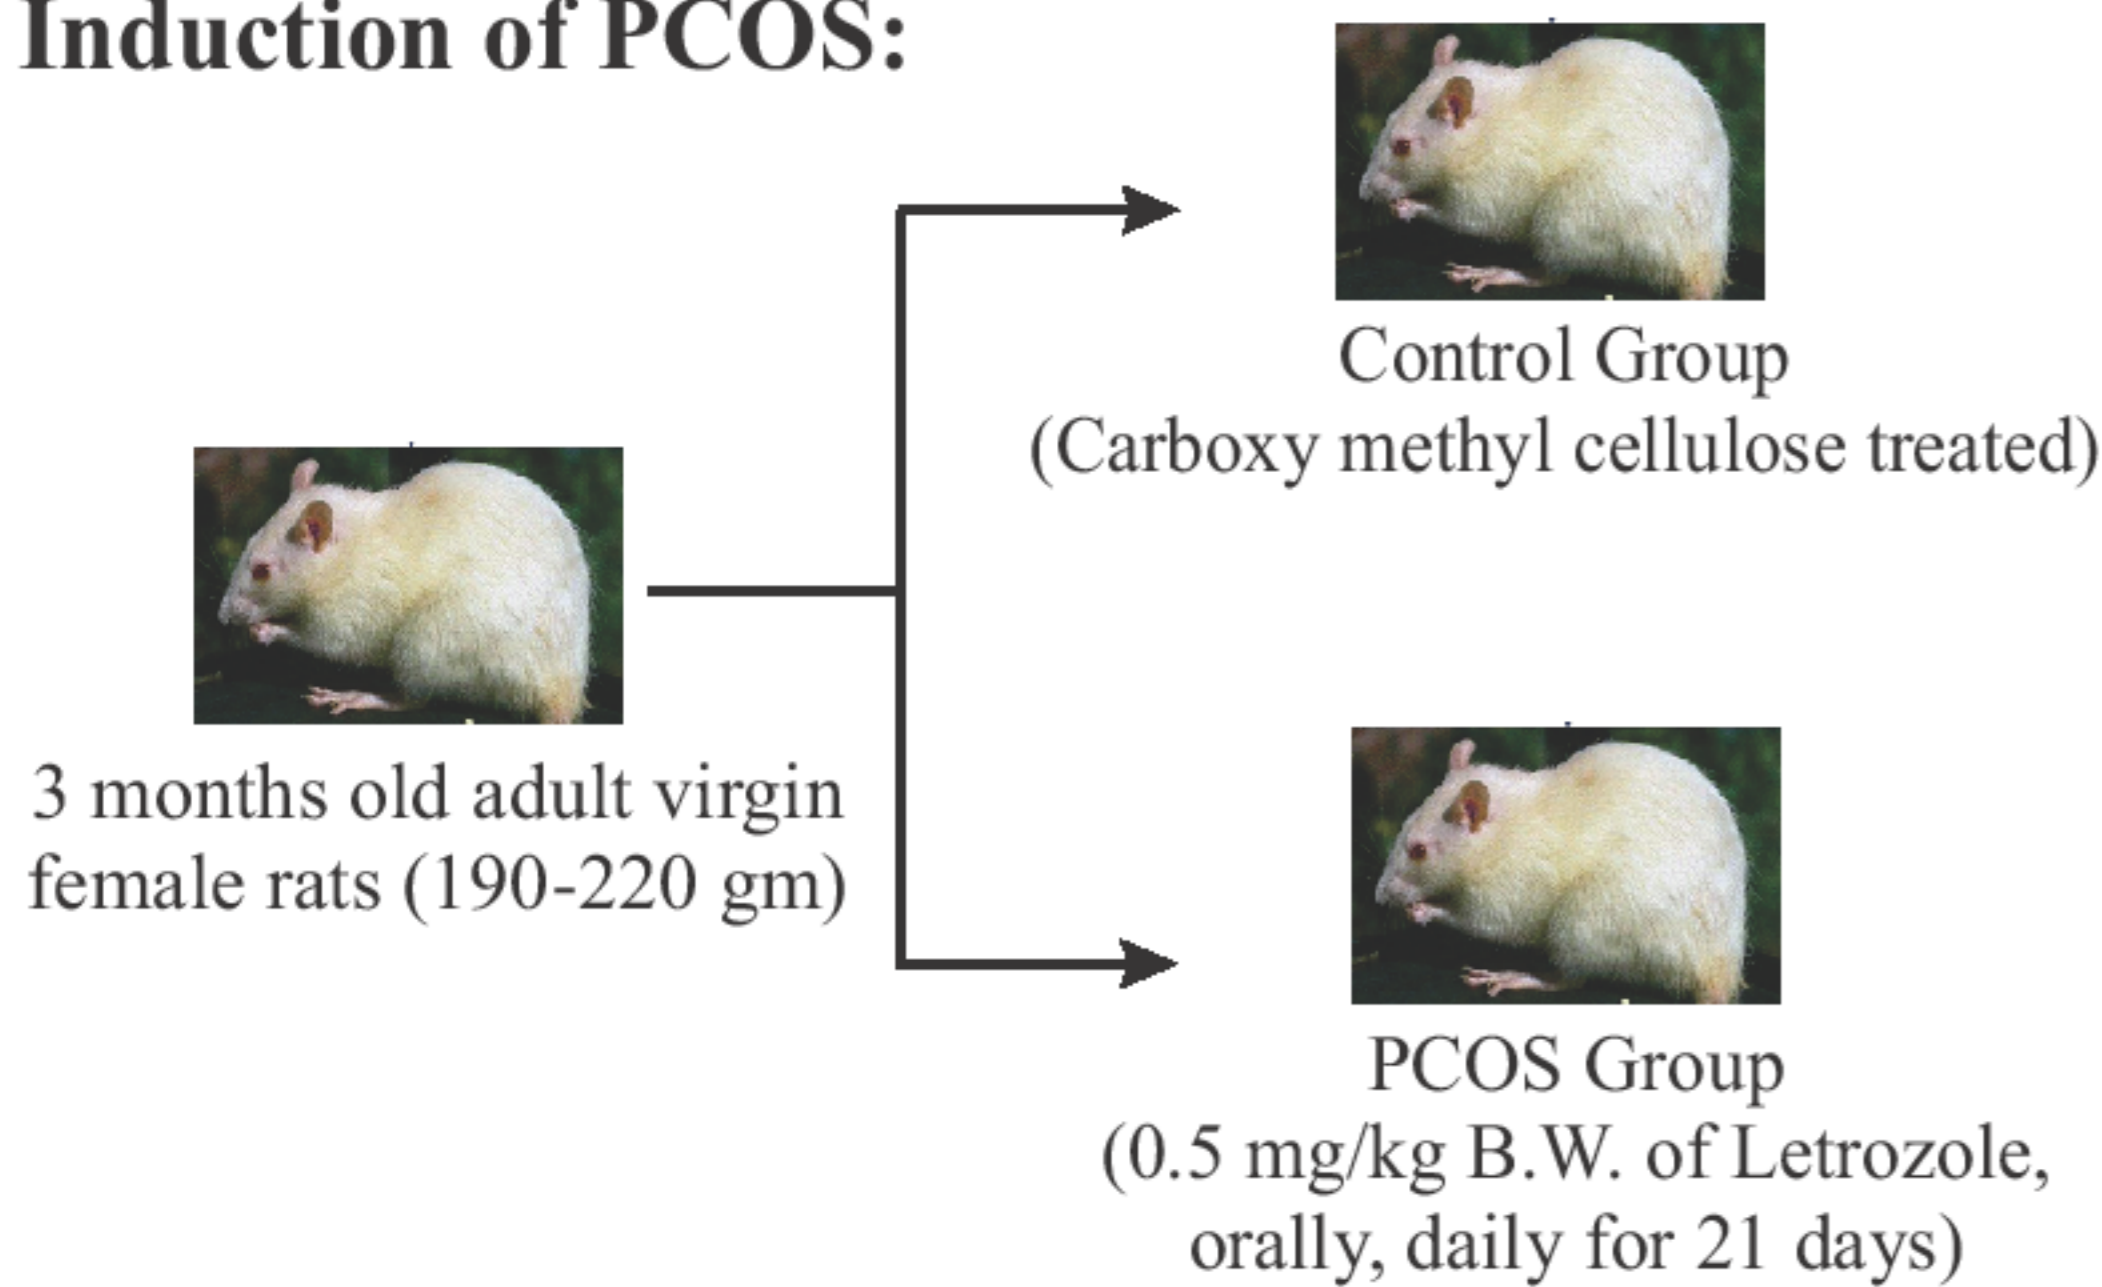 Induction of PCOS:
Control Group
(Carboxy methyl cellulose treated)
3 months old adult virgin
female rats (190-220 gm)
PCOS Group
(0.5 mg/kg B.W. of Letrozole,
orally, daily for 21 days)